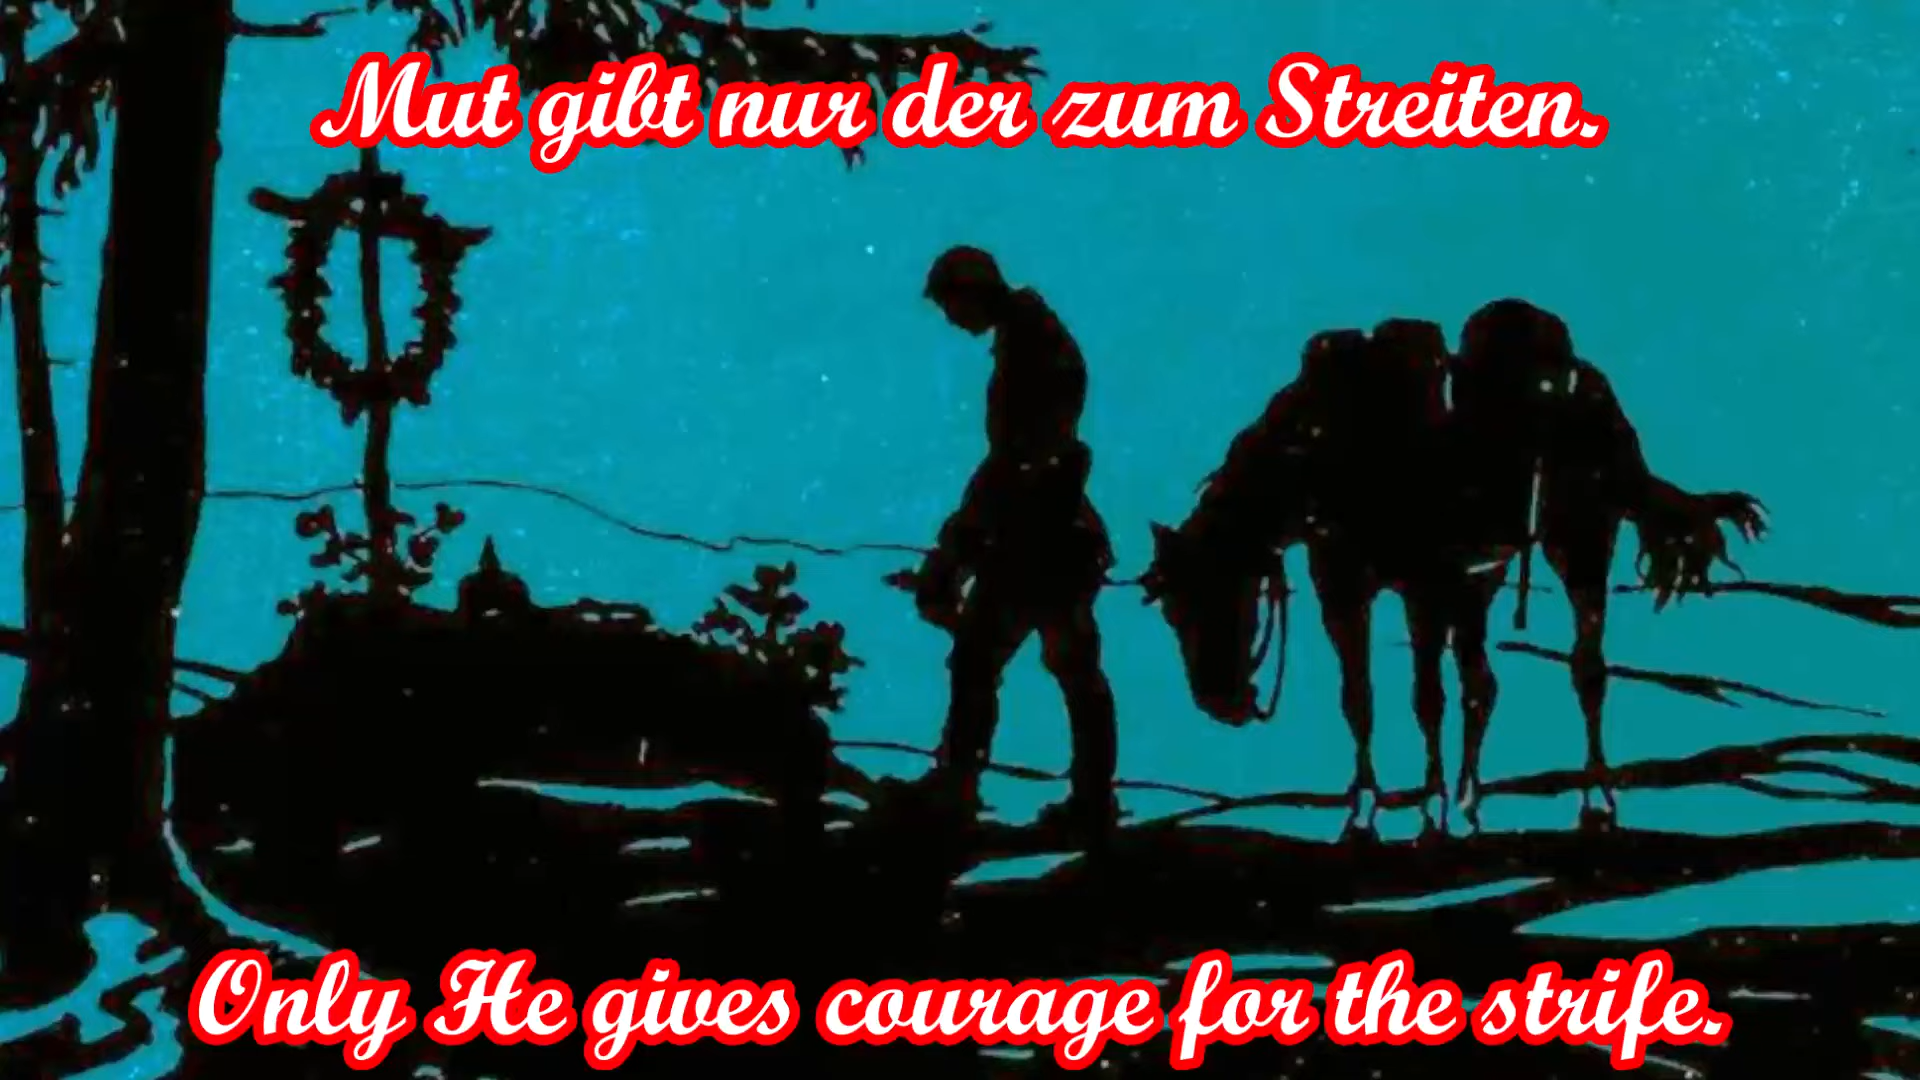 Mut gibt nur der zum Streiten.
Only He gives courage for the strife.